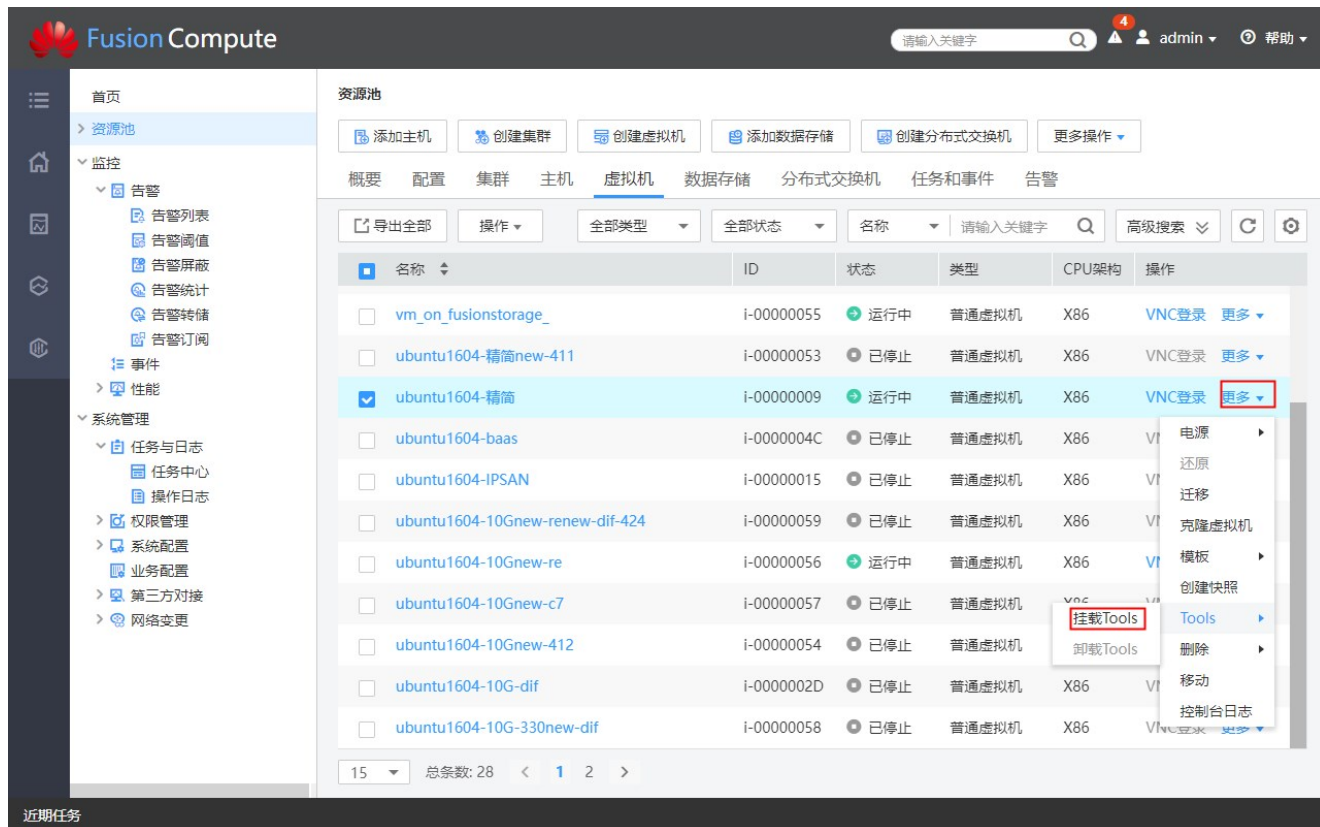 Fusion Compute
请输入关键字
4
admin
帮助
首页
资源池
监控
告警
告警列表
告警阈值
告警屏蔽
告警统计
告警转储
告警订阅
事件
性能
系统管理
任务与日志
任务中心
操作日志
权限管理
系统配置
业务配置
第三方对接
网络变更
资源池
添加主机 创建集群 创建虚拟机 添加数据存储 创建分布式交换机 更多操作
概要 配置 集群 主机 虚拟机 数据存储 分布式交换机 任务和事件 告警
导出全部 操作 全部类型 全部状态 名称 请输入关键字 高级搜索
名称 ID 状态 类型 CPU架构 操作
vm_on_fusionstorage_ i-00000055 运行中 普通虚拟机 X86 VNC登录 更多
ubuntu1604-精简new-411 i-00000053 已停止 普通虚拟机 X86 VNC登录 更多
ubuntu1604-精简 i-00000009 运行中 普通虚拟机 X86 VNC登录 更多
ubuntu1604-baas i-0000004C 已停止 普通虚拟机 X86
ubuntu1604-IPSAN i-00000015 已停止 普通虚拟机 X86
ubuntu1604-10Gnew-renew-dif-424 i-00000059 已停止 普通虚拟机 X86
ubuntu1604-10Gnew-re i-00000056 运行中 普通虚拟机 X86
ubuntu1604-10Gnew-c7 i-00000057 已停止 普通虚拟机
ubuntu1604-10Gnew-412 i-00000054 已停止 普通虚拟机
ubuntu1604-10G-dif i-0000002D 已停止 普通虚拟机 X86
ubuntu1604-10G-330new-dif i-00000058 已停止 普通虚拟机 X86 VNC登录 更多
电源
还原
迁移
克隆虚拟机
模板
创建快照
Tools
删除
移动
控制台日志
挂载Tools
卸载Tools
15 总条数: 28 1 2
近期任务